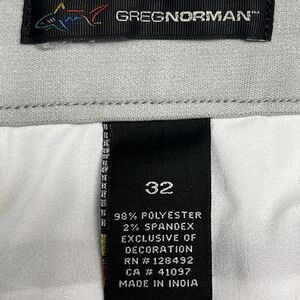 GREGNORMAN™
32
98% POLYESTER
2% SPANDEX
EXCLUSIVE OF
DECORATION
RN # 128492
CA # 41097
MADE IN INDIA